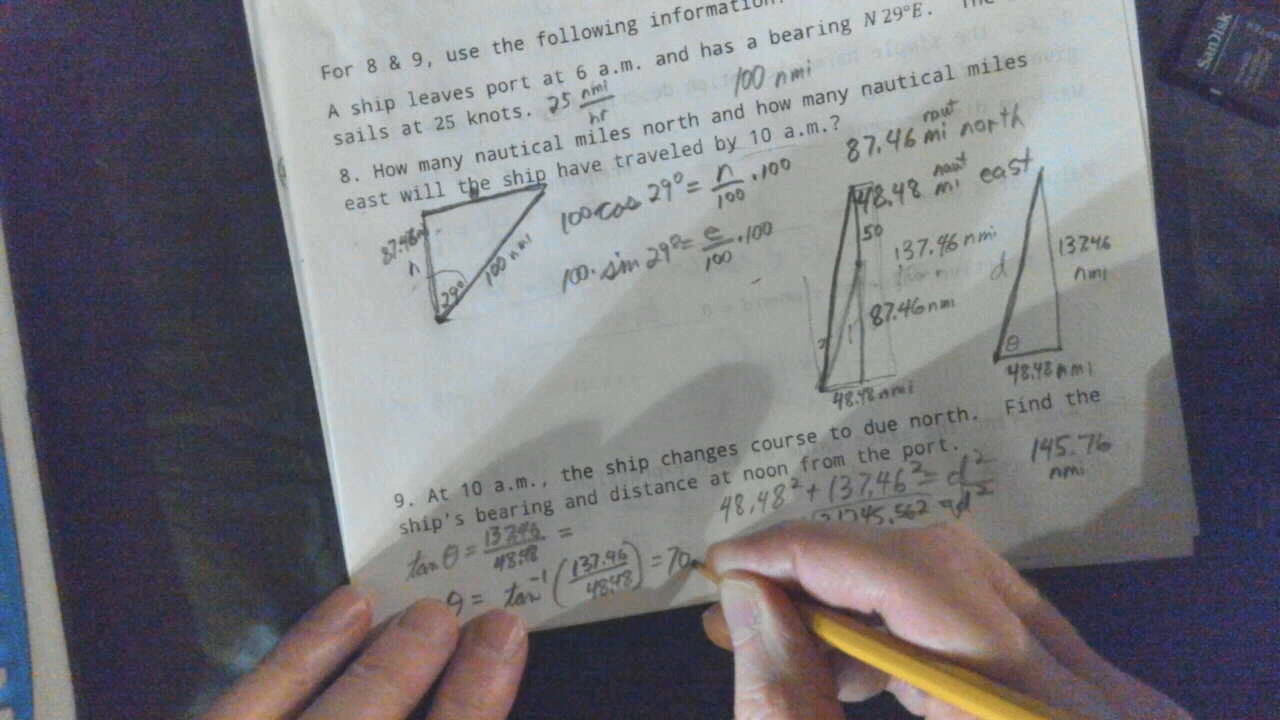 For 8 & 9, use the following information.
A ship leaves port at 6 a.m. and has a bearing N 29°E. The
sails at 25 knots. 25 nmi/hr
100 nmi
8. How many nautical miles north and how many nautical miles
east will the ship have traveled by 10 a.m.?
87.46 naut mi north
48.48 naut mi east
100 cos 29° = n/100 · 100
100 · sin 29° = e/100 · 100
87.46
n
100 nmi
29°
50
137.46 nmi
87.46 nmi
48.48 nmi
d
137.46
nmi
θ
48.48 nmi
9. At 10 a.m., the ship changes course to due north. Find the
ship's bearing and distance at noon from the port.
145.76
nmi
48.48² + 137.46² = d²
21245.562 = d²
tan θ = 137.46/48.48 =
θ = tan⁻¹ (137.46/48.48) = 70.
SanDisk